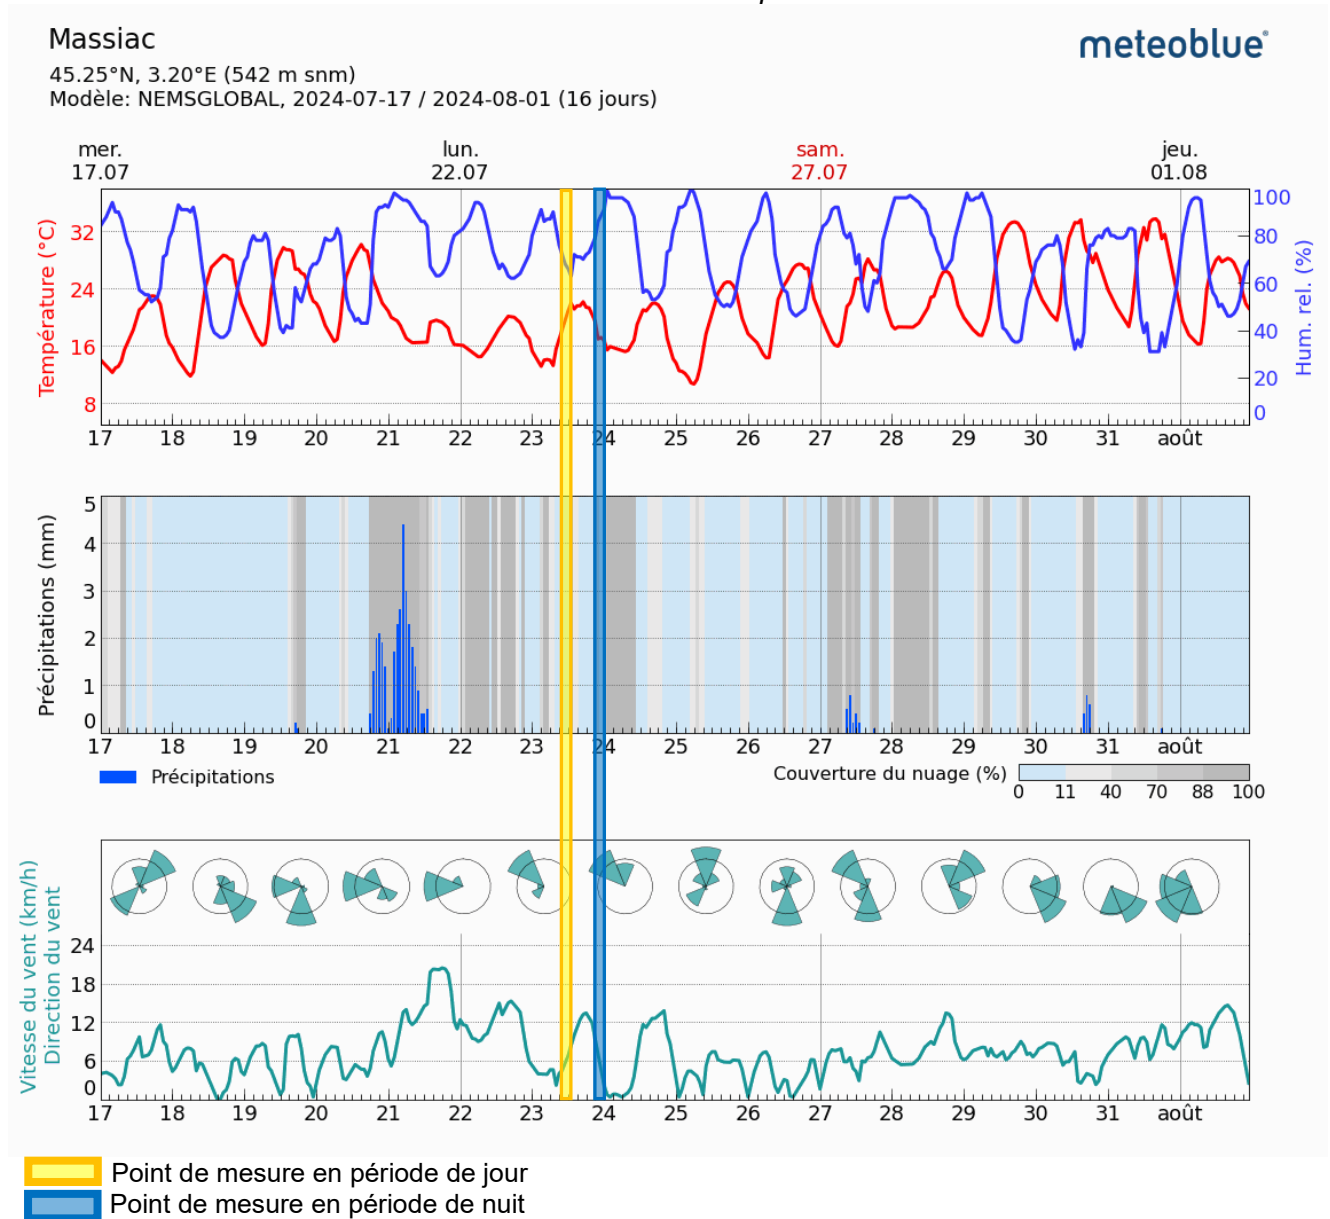 Massiac
meteoblue
45.25°N, 3.20°E (542 m snm)
Modèle: NEMSGLOBAL, 2024-07-17 / 2024-08-01 (16 jours)
mer. lun. sam. jeu.
17.07 22.07 27.07 01.08
Température (°C)
32
24
16
8
100
80
60
40
20
0
Hum. rel. (%)
17 18 19 20 21 22 23 24 25 26 27 28 29 30 31 août
Précipitations (mm)
5
4
3
2
1
0
17 18 19 20 21 22 23 24 25 26 27 28 29 30 31 août
Précipitations
Couverture du nuage (%)
0 11 40 70 88 100
Vitesse du vent (km/h)
Direction du vent
24
18
12
6
0
17 18 19 20 21 22 23 24 25 26 27 28 29 30 31 août
Point de mesure en période de jour
Point de mesure en période de nuit